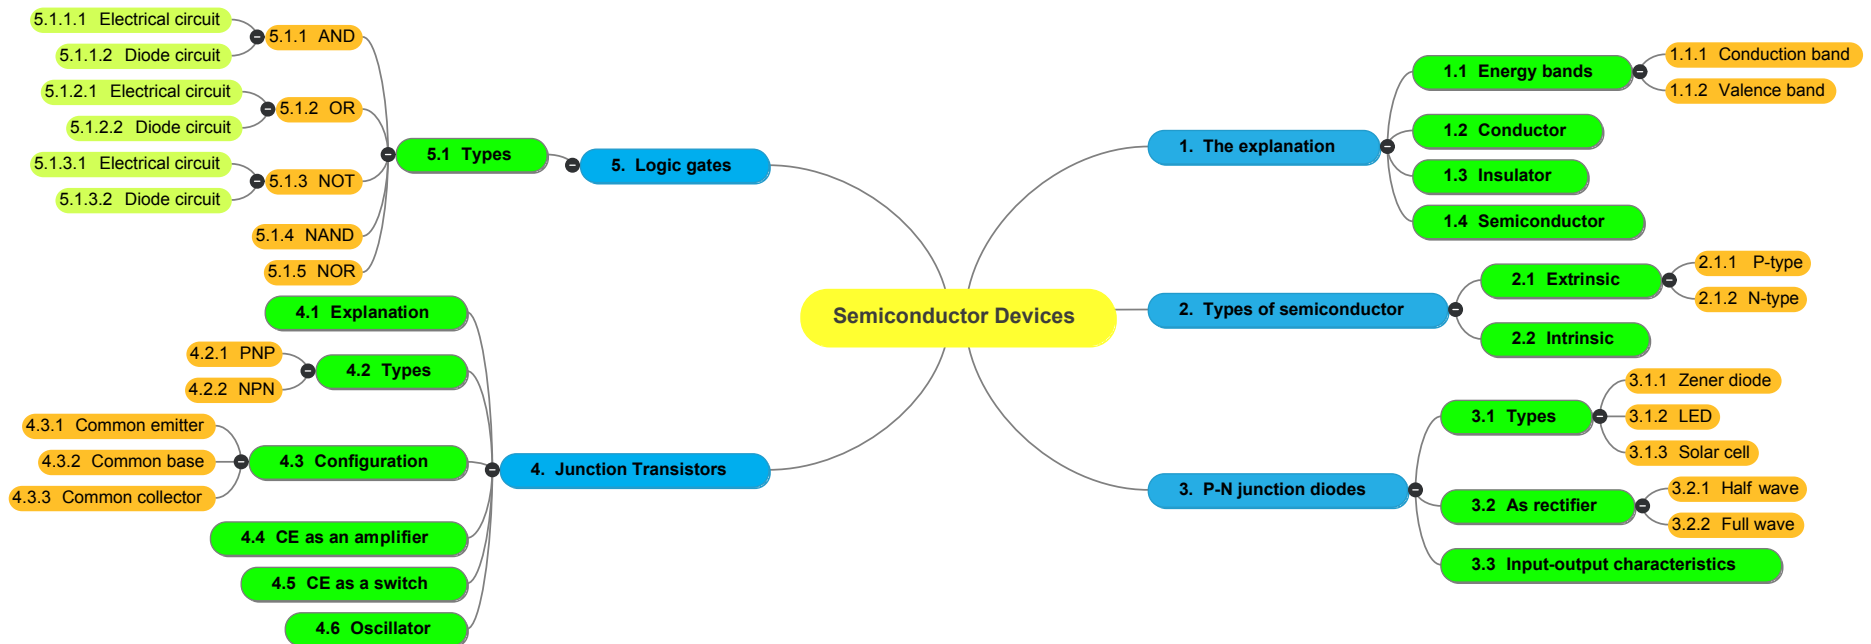 Semiconductor Devices
1. The explanation
1.1 Energy bands
1.1.1 Conduction band
1.1.2 Valence band
1.2 Conductor
1.3 Insulator
1.4 Semiconductor
2. Types of semiconductor
2.1 Extrinsic
2.1.1 P-type
2.1.2 N-type
2.2 Intrinsic
3. P-N junction diodes
3.1 Types
3.1.1 Zener diode
3.1.2 LED
3.1.3 Solar cell
3.2 As rectifier
3.2.1 Half wave
3.2.2 Full wave
3.3 Input-output characteristics
4. Junction Transistors
4.1 Explanation
4.2 Types
4.2.1 PNP
4.2.2 NPN
4.3 Configuration
4.3.1 Common emitter
4.3.2 Common base
4.3.3 Common collector
4.4 CE as an amplifier
4.5 CE as a switch
4.6 Oscillator
5. Logic gates
5.1 Types
5.1.1 AND
5.1.1.1 Electrical circuit
5.1.1.2 Diode circuit
5.1.2 OR
5.1.2.1 Electrical circuit
5.1.2.2 Diode circuit
5.1.3 NOT
5.1.3.1 Electrical circuit
5.1.3.2 Diode circuit
5.1.4 NAND
5.1.5 NOR